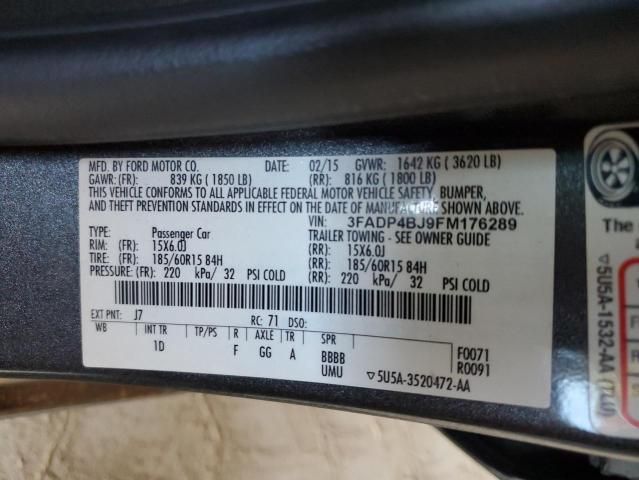 MFD. BY FORD MOTOR CO. DATE: 02/15 GVWR: 1642 KG ( 3620 LB)
GAWR: (FR): 839 KG ( 1850 LB) (RR): 816 KG ( 1800 LB)
THIS VEHICLE CONFORMS TO ALL APPLICABLE FEDERAL MOTOR VEHICLE SAFETY, BUMPER,
AND THEFT PREVENTION STANDARDS IN EFFECT ON THE DATE OF MANUFACTURE SHOWN ABOVE.
VIN: 3FADP4BJ9FM176289
TYPE: Passenger Car TRAILER TOWING - SEE OWNER GUIDE
RIM: (FR): 15X6.0J (RR): 15X6.0J
TIRE: (FR): 185/60R15 84H (RR): 185/60R15 84H
PRESSURE: (FR): 220 kPa/ 32 PSI COLD (RR): 220 kPa/ 32 PSI COLD
EXT PNT: J7 RC: 71 DSO:
WB INT TR TP/PS R AXLE TR SPR F0071
1D F GG A BBBB R0091
UMU ▽5U5A-3520472-AA
▽5U5A-1532-AA (740)